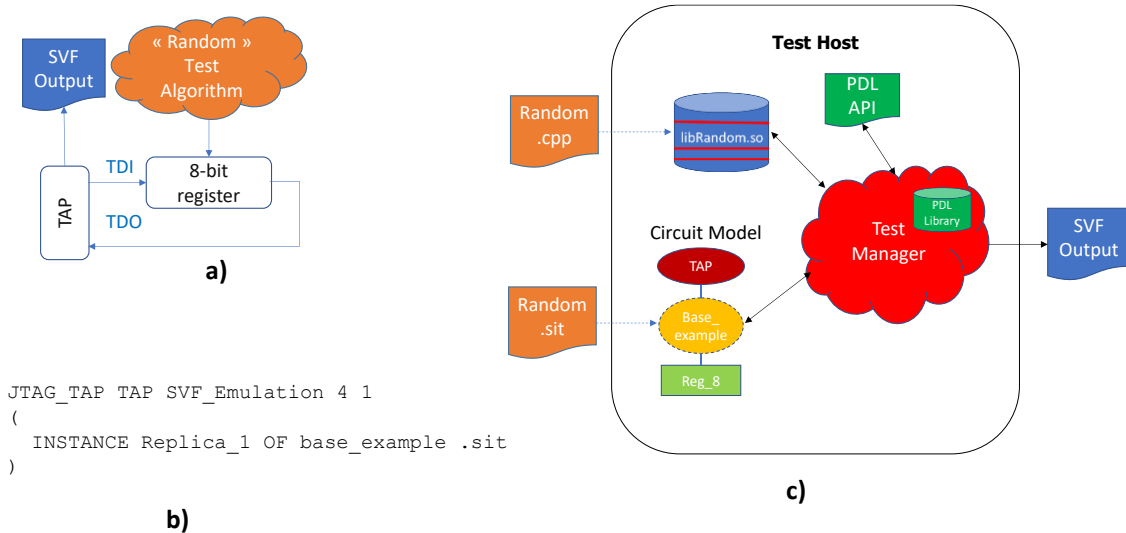 SVF
Output
« Random »
Test
Algorithm
TDI
8-bit
register
TAP
TDO
a)
JTAG_TAP TAP SVF_Emulation 4 1
(
INSTANCE Replica_1 OF base_example .sit
)
b)
Test Host
Random
.cpp
libRandom.so
PDL
API
PDL
Library
Test
Manager
SVF
Output
Circuit Model
TAP
Random
.sit
Base_
example
Reg_8
c)